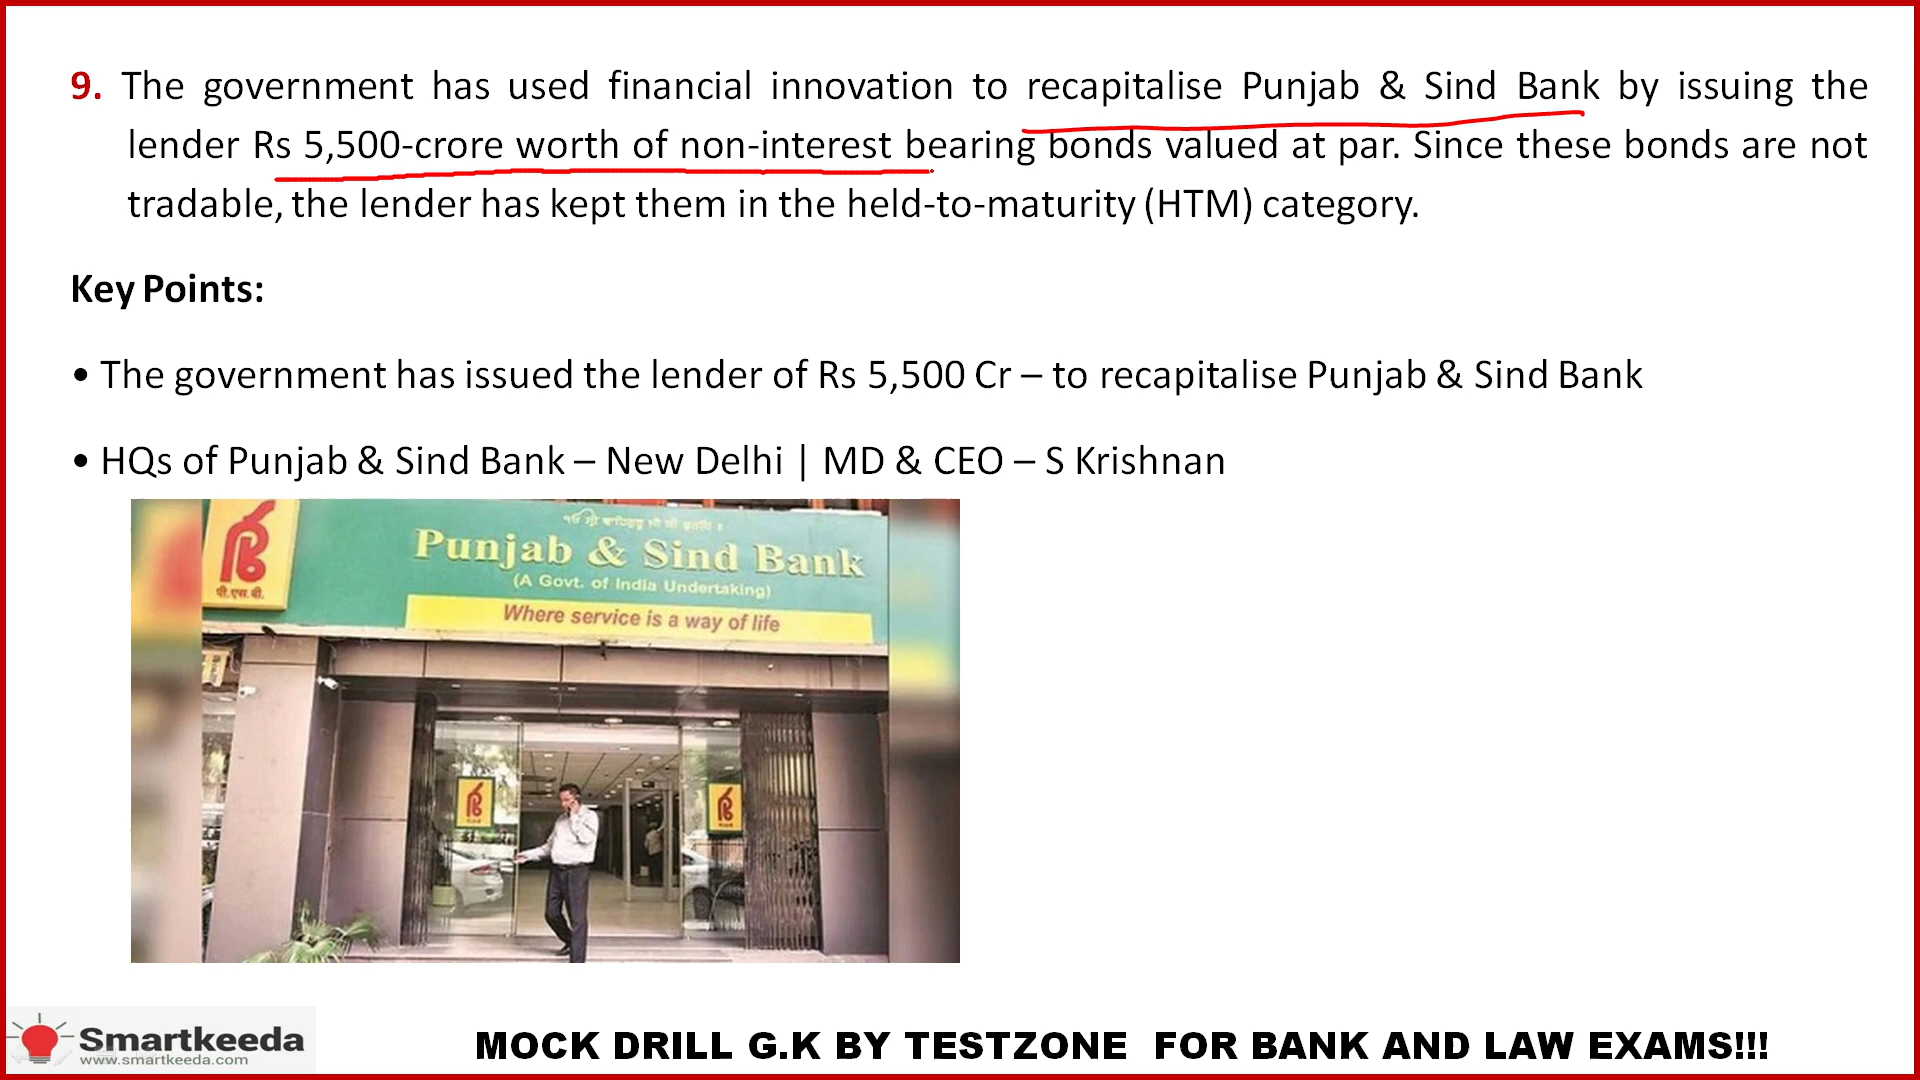 9. The government has used financial innovation to recapitalise Punjab & Sind Bank by issuing the
lender Rs 5,500-crore worth of non-interest bearing bonds valued at par. Since these bonds are not
tradable, the lender has kept them in the held-to-maturity (HTM) category.
Key Points:
• The government has issued the lender of Rs 5,500 Cr – to recapitalise Punjab & Sind Bank
• HQs of Punjab & Sind Bank – New Delhi | MD & CEO – S Krishnan
Punjab & Sind Bank
(A Govt. of India Undertaking)
Where service is a way of life
पी.एस.बी.
Smartkeeda
www.smartkeeda.com
MOCK DRILL G.K BY TESTZONE FOR BANK AND LAW EXAMS!!!